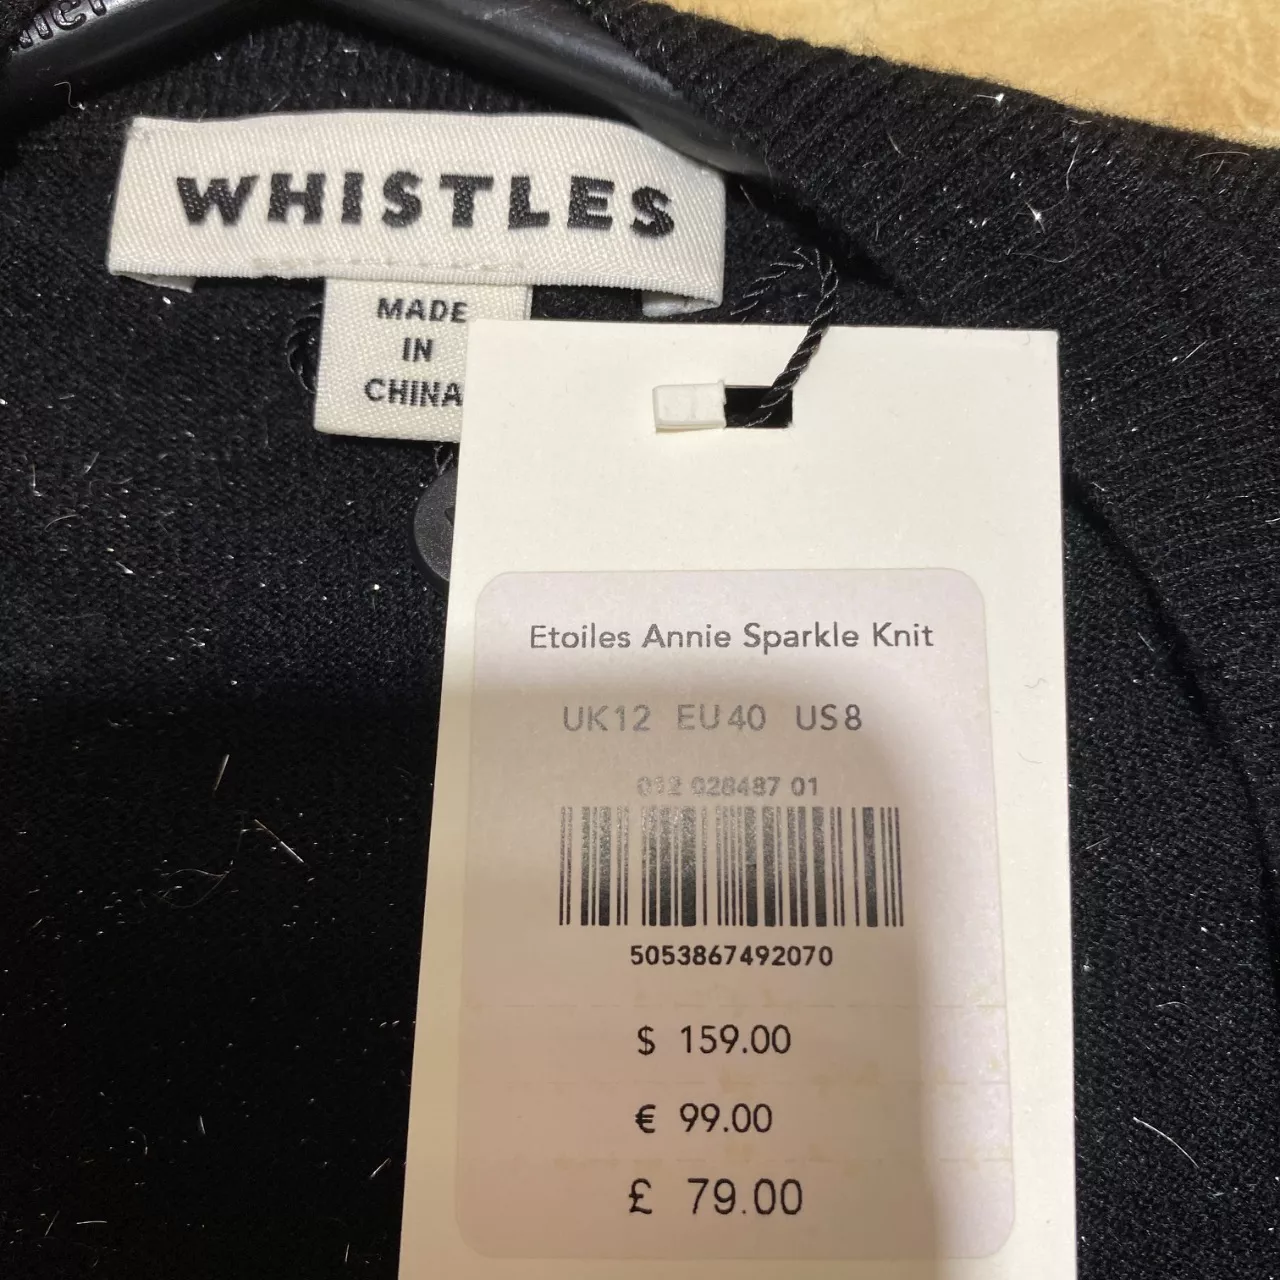 WHISTLES
MADE
IN
CHINA
Etoiles Annie Sparkle Knit
UK12 EU40 US8
012 028487 01
5053867492070
$ 159.00
€ 99.00
£ 79.00